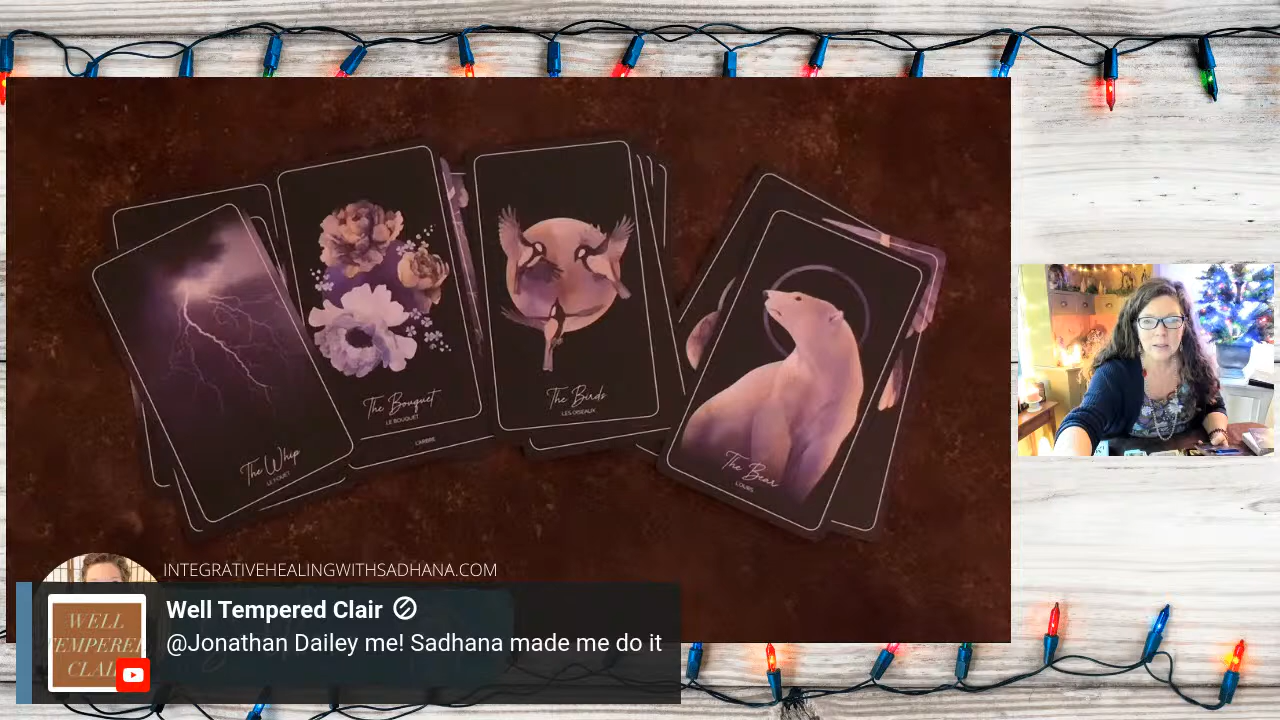 The Whip
LE FOUET
The Bouquet
LE BOUQUET
L'ARBRE
The Birds
LES OISEAUX
The Bear
L'OURS
INTEGRATIVEHEALINGWITHSADHANA.COM
WELL
TEMPERED
CLAIR
Well Tempered Clair
@Jonathan Dailey me! Sadhana made me do it